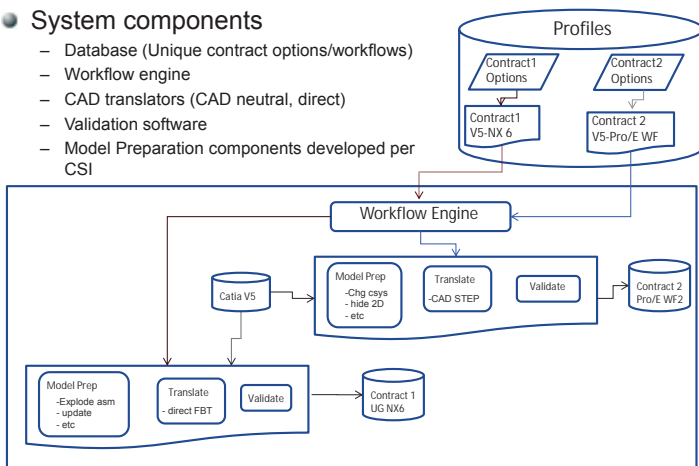 System components
– Database (Unique contract options/workflows)
– Workflow engine
– CAD translators (CAD neutral, direct)
– Validation software
– Model Preparation components developed per
CSI
Profiles
Contract1
Options
Contract2
Options
Contract1
V5-NX 6
Contract 2
V5-Pro/E WF
Workflow Engine
Catia V5
Model Prep
-Chg csys
- hide 2D
- etc
Translate
-CAD STEP
Validate
Contract 2
Pro/E WF2
Model Prep
-Explode asm
- update
- etc
Translate
- direct FBT
Validate
Contract 1
UG NX6